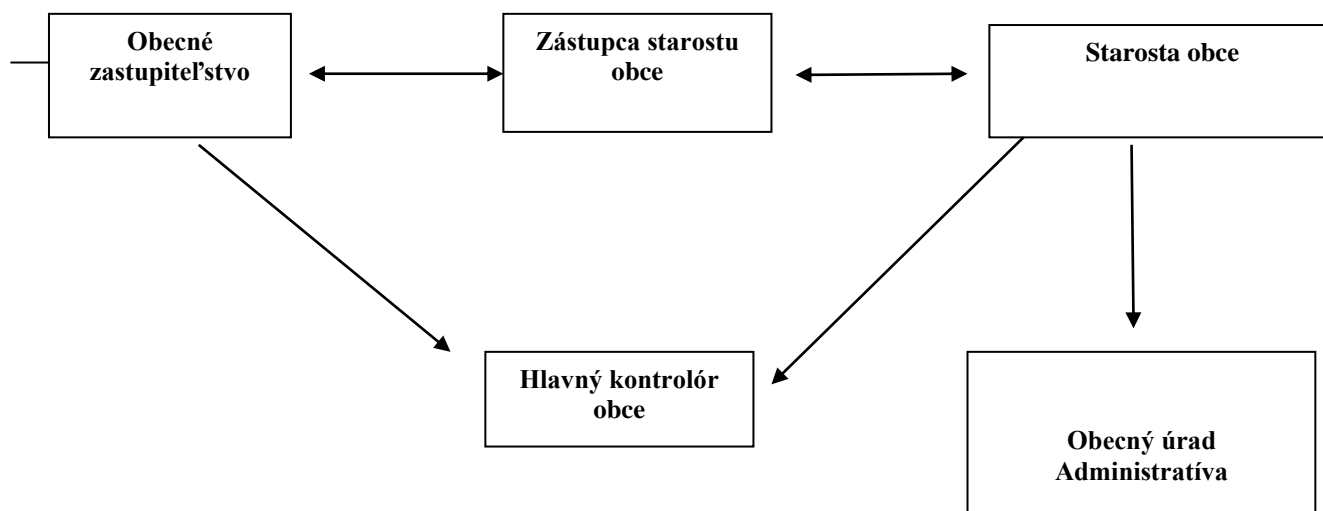 Obecné
zastupiteľstvo
Zástupca starostu
obce
Starosta obce
Hlavný kontrolór
obce
Obecný úrad
Administratíva